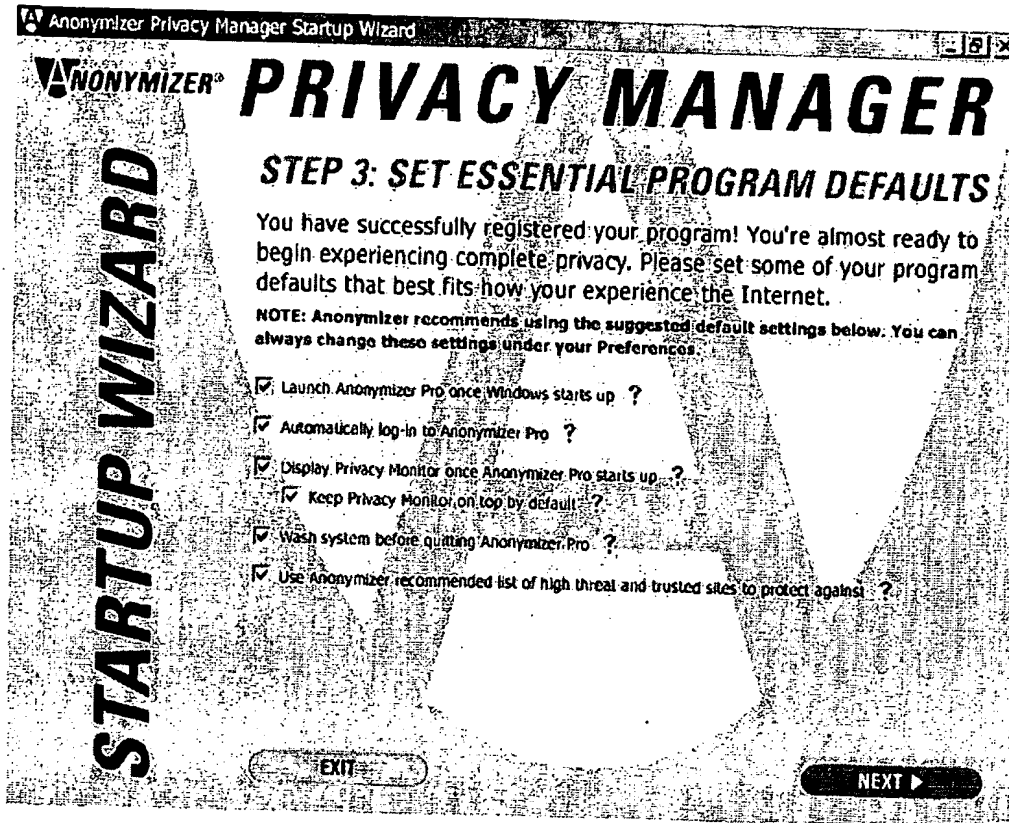 Anonymizer Privacy Manager Startup Wizard
ANONYMIZER®
PRIVACY MANAGER
STARTUP WIZARD
STEP 3: SET ESSENTIAL PROGRAM DEFAULTS
You have successfully registered your program! You're almost ready to
begin experiencing complete privacy. Please set some of your program
defaults that best fits how your experience the Internet.
NOTE: Anonymizer recommends using the suggested default settings below. You can
always change these settings under your Preferences.
Launch Anonymizer Pro once Windows starts up ?
Automatically log-in to Anonymizer Pro ?
Display Privacy Monitor once Anonymizer Pro starts up ?
Keep Privacy Monitor on top by default ?
Wash system before quitting Anonymizer Pro ?
Use Anonymizer recommended list of high threat and trusted sites to protect against ?
EXIT
NEXT